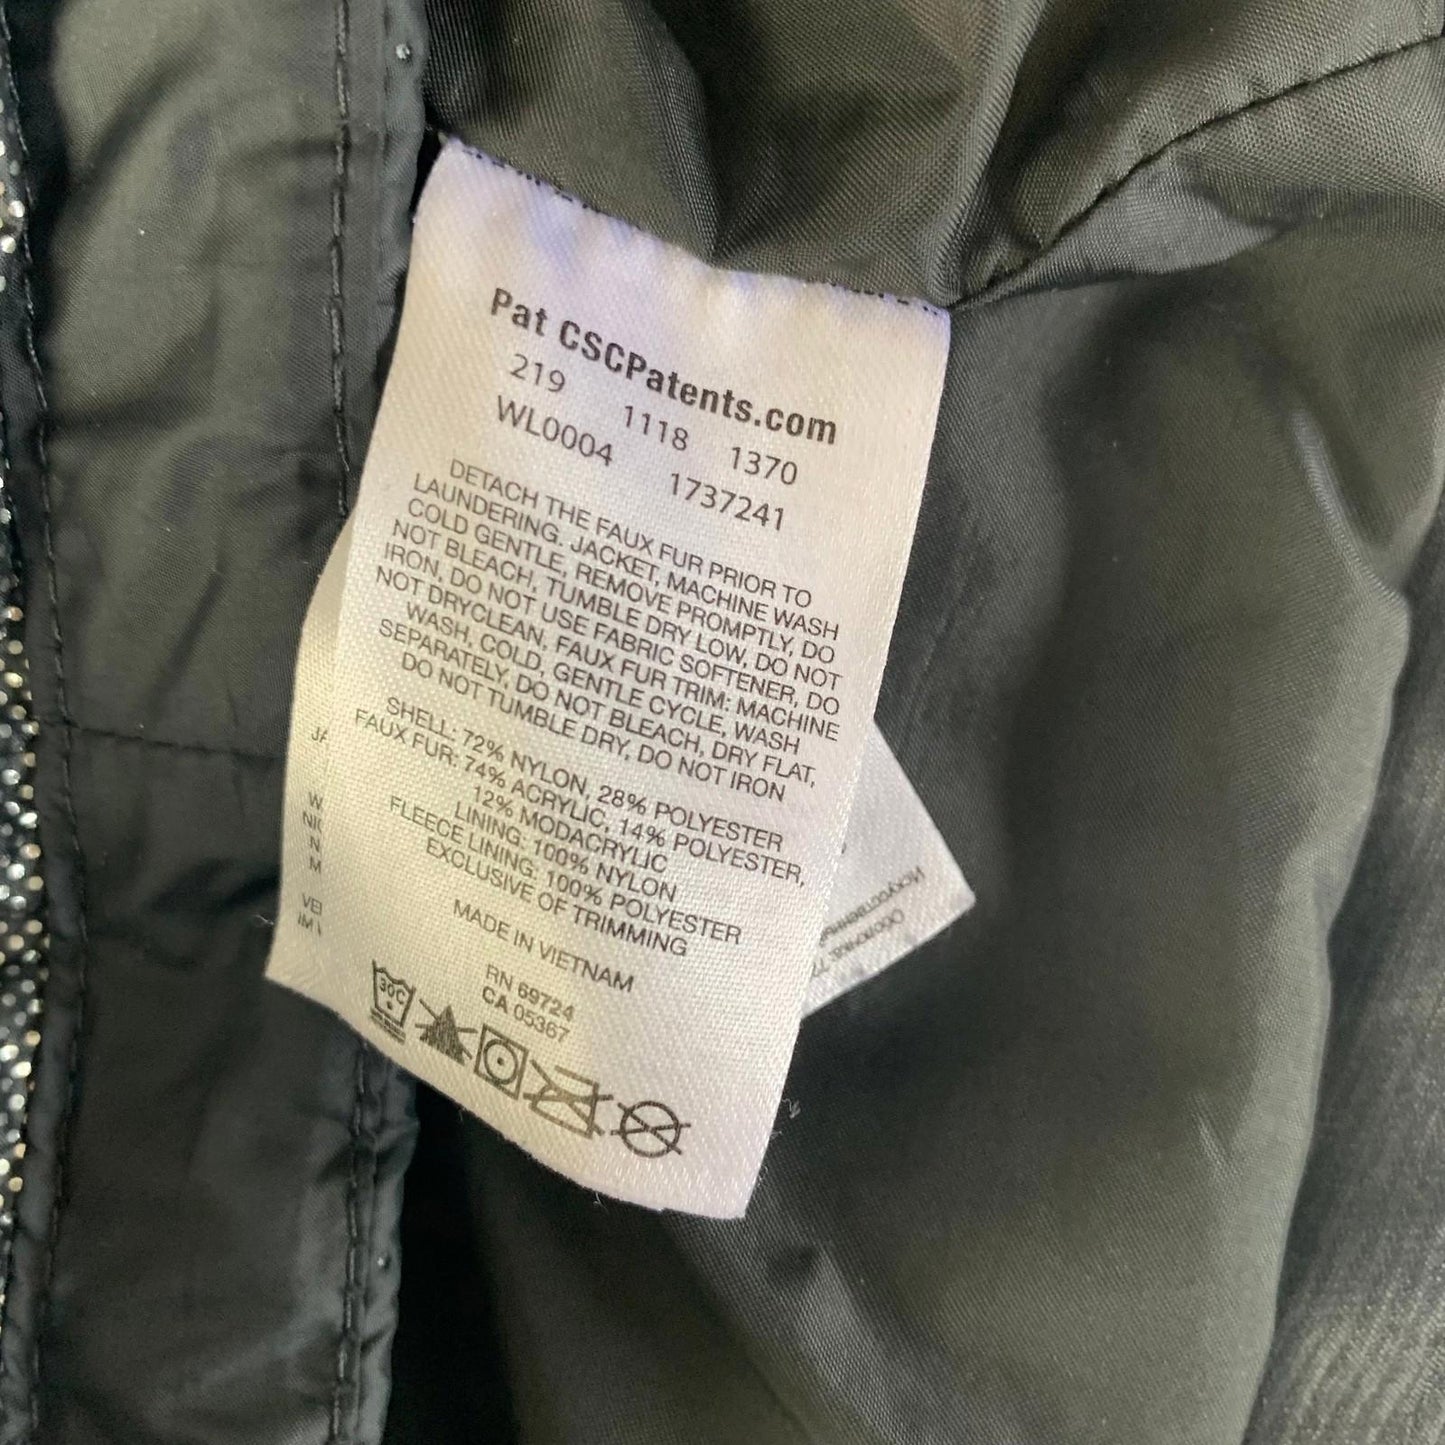 Pat CSCPatents.com
219 1118 1370
WL0004 1737241
DETACH THE FAUX FUR PRIOR TO
LAUNDERING. JACKET, MACHINE WASH
COLD GENTLE, REMOVE PROMPTLY, DO
NOT BLEACH, TUMBLE DRY LOW, DO NOT
IRON, DO NOT USE FABRIC SOFTENER, DO
NOT DRYCLEAN. FAUX FUR TRIM: MACHINE
WASH, COLD, GENTLE CYCLE, WASH
SEPARATELY, DO NOT BLEACH, DRY FLAT,
DO NOT TUMBLE DRY, DO NOT IRON
SHELL: 72% NYLON, 28% POLYESTER
FAUX FUR: 74% ACRYLIC, 14% POLYESTER,
12% MODACRYLIC
LINING: 100% NYLON
FLEECE LINING: 100% POLYESTER
EXCLUSIVE OF TRIMMING
MADE IN VIETNAM
RN 69724
CA 05367
30C